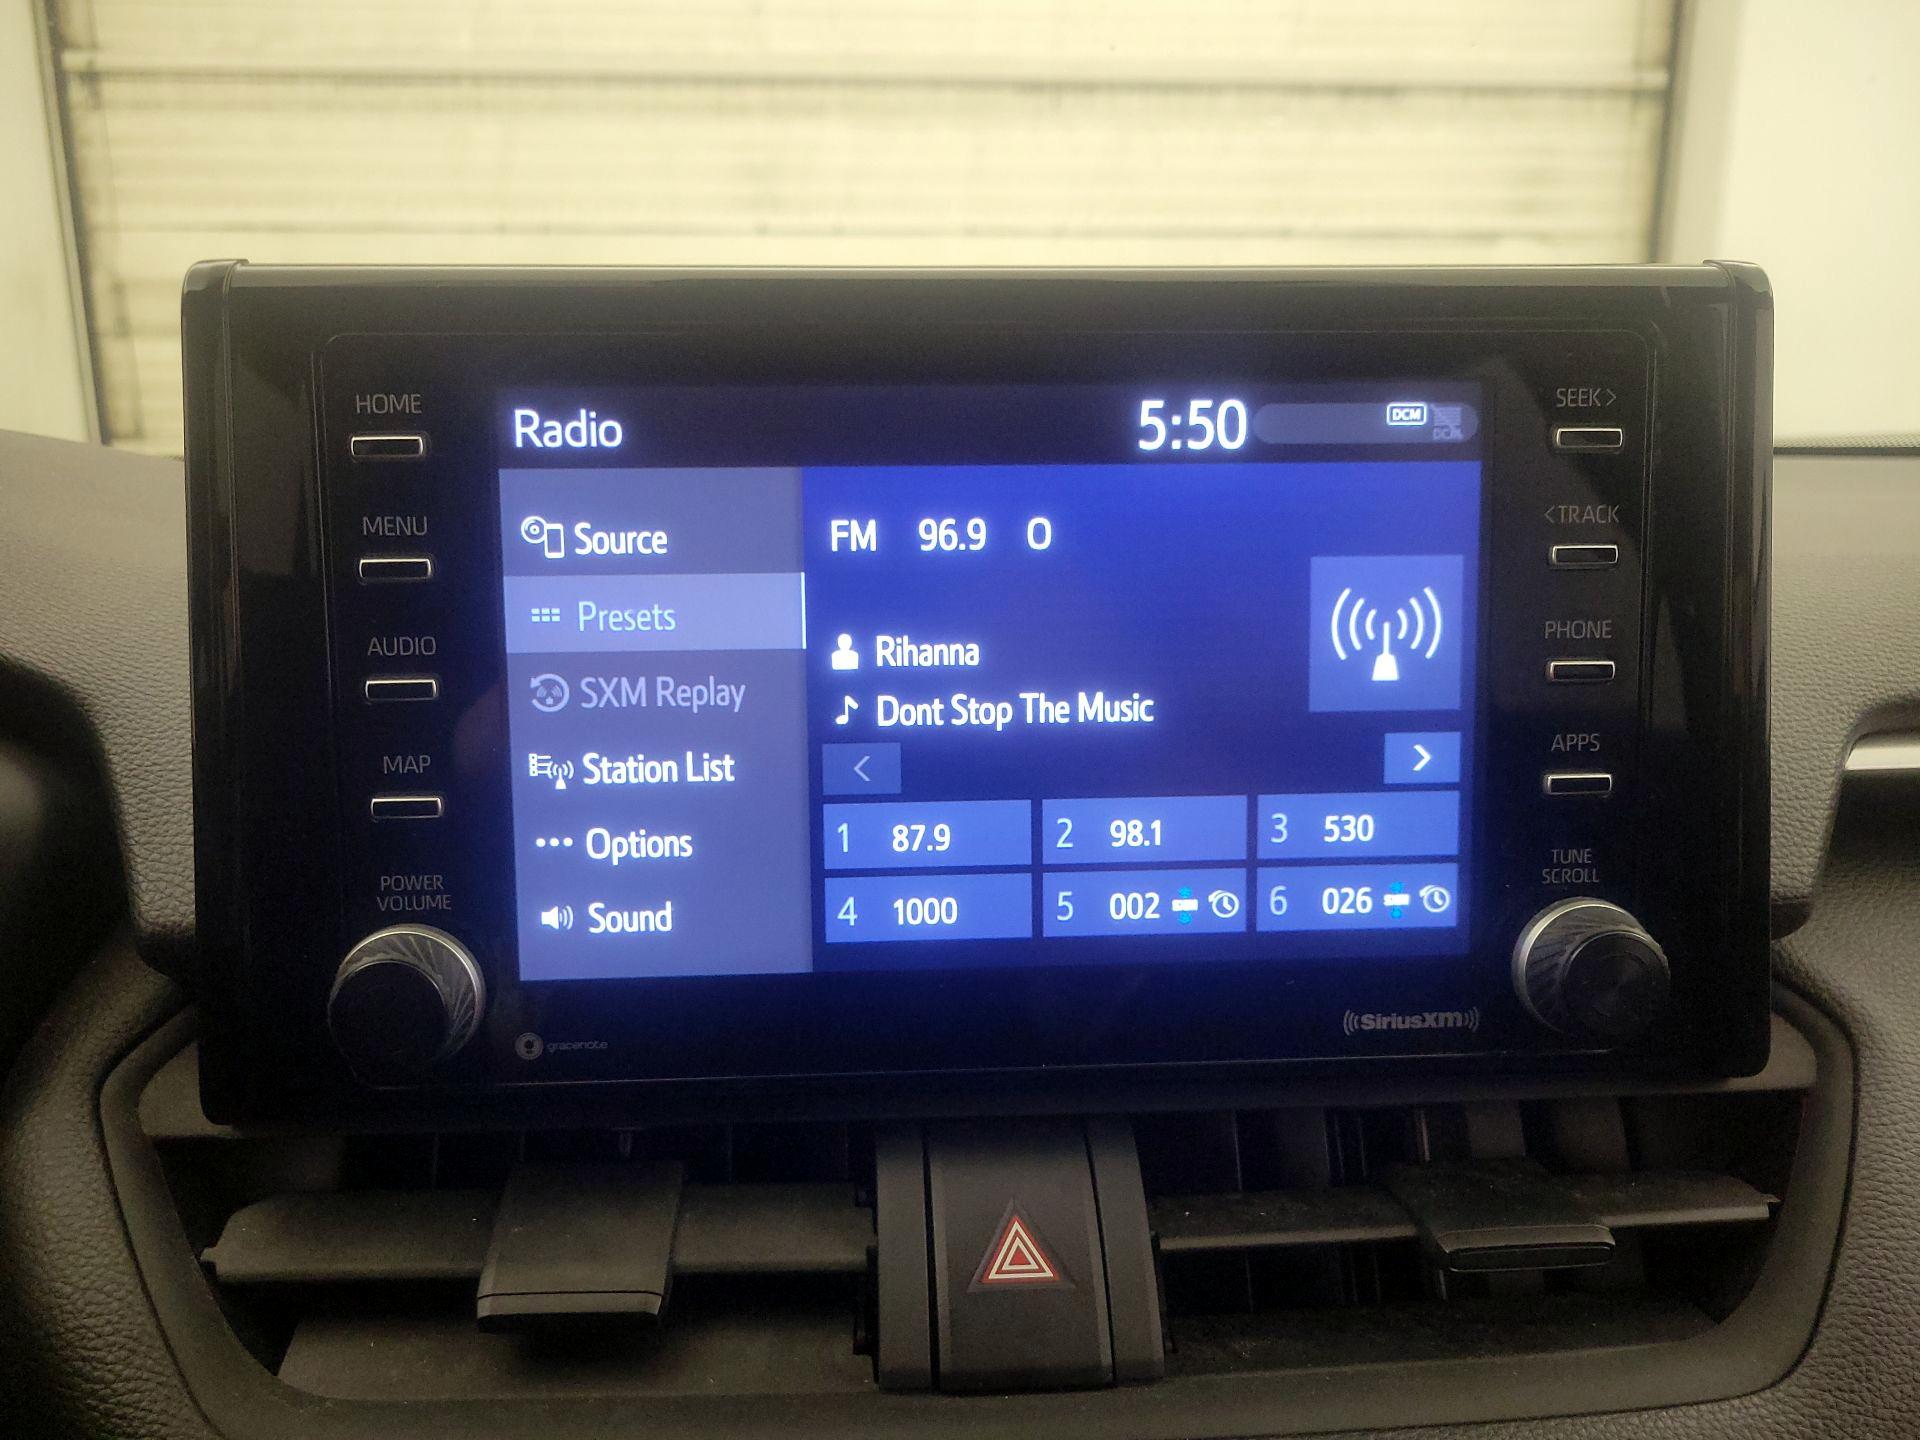 HOME
MENU
AUDIO
MAP
POWER
VOLUME
Radio
5:50
DCM
Source
Presets
SXM Replay
Station List
Options
Sound
FM 96.9 O
Rihanna
Dont Stop The Music
<
>
1 87.9
2 98.1
3 530
4 1000
5 002 SXM
6 026 SXM
SEEK>
<TRACK
PHONE
APPS
TUNE
SCROLL
gracenote
((SiriusXM))